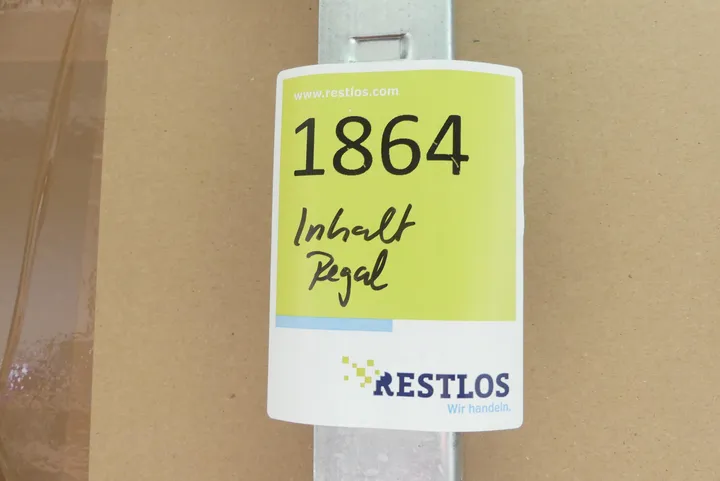 www.restlos.com
1864
Inhalt
Regal
RESTLOS
Wir handeln.